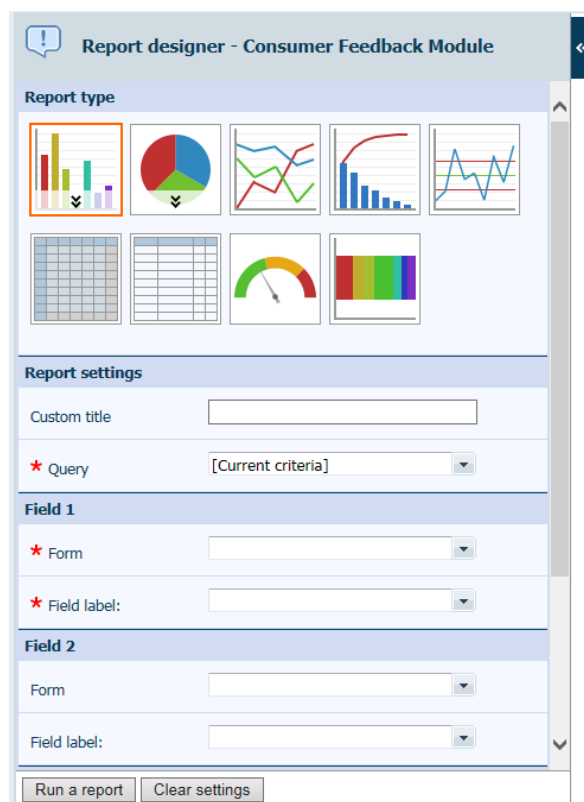 Report designer - Consumer Feedback Module
Report type
Report settings
Custom title
* Query [Current criteria]
Field 1
* Form
* Field label:
Field 2
Form
Field label:
Run a report Clear settings